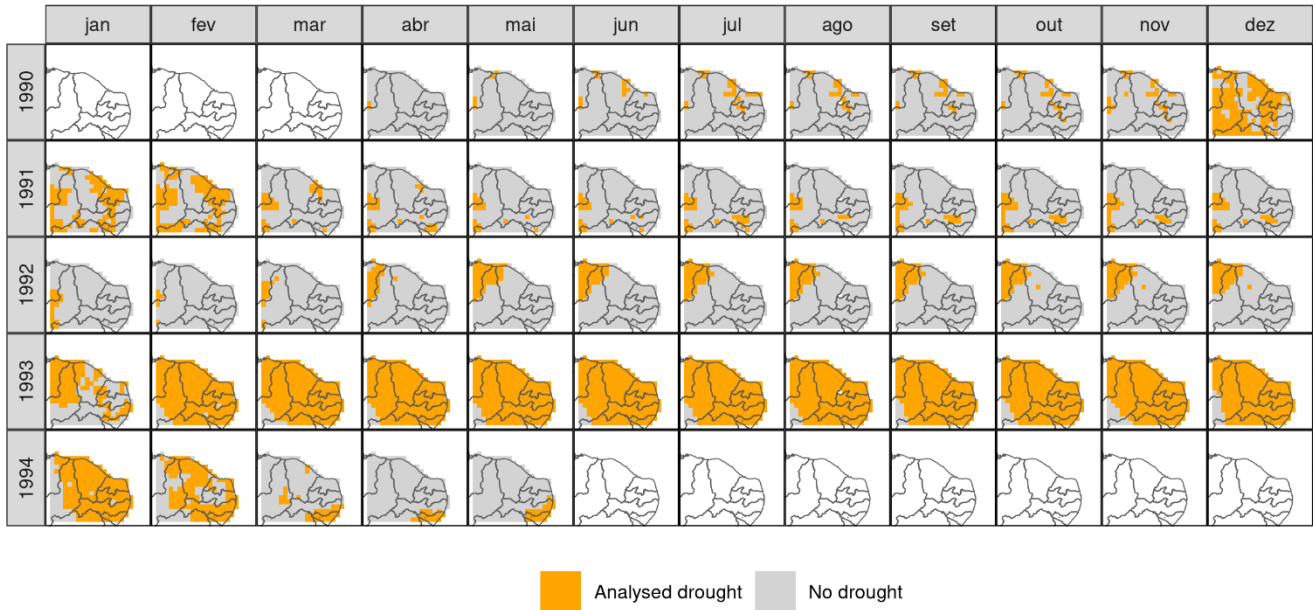 jan fev mar abr mai jun jul ago set out nov dez
1990
1991
1992
1993
1994
Analysed drought No drought